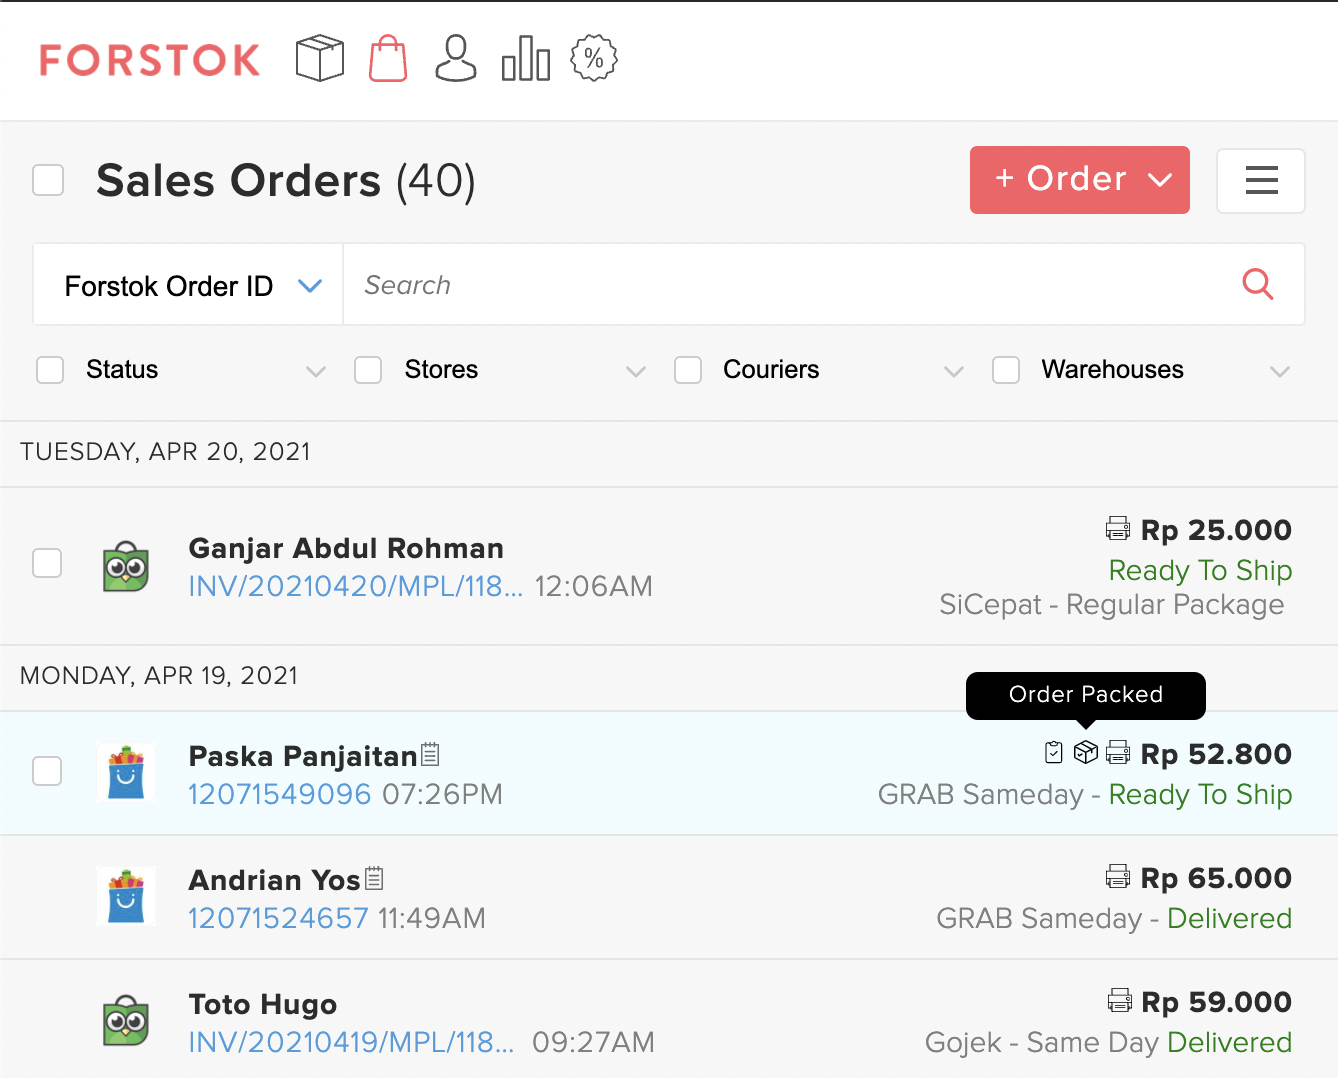 FORSTOK %
Sales Orders (40) + Order
Forstok Order ID Search
Status Stores Couriers Warehouses
TUESDAY, APR 20, 2021
Ganjar Abdul Rohman
INV/20210420/MPL/118... 12:06AM
Rp 25.000
Ready To Ship
SiCepat - Regular Package
MONDAY, APR 19, 2021
Order Packed
Paska Panjaitan
12071549096 07:26PM
Rp 52.800
GRAB Sameday - Ready To Ship
Andrian Yos
12071524657 11:49AM
Rp 65.000
GRAB Sameday - Delivered
Toto Hugo
INV/20210419/MPL/118... 09:27AM
Rp 59.000
Gojek - Same Day Delivered